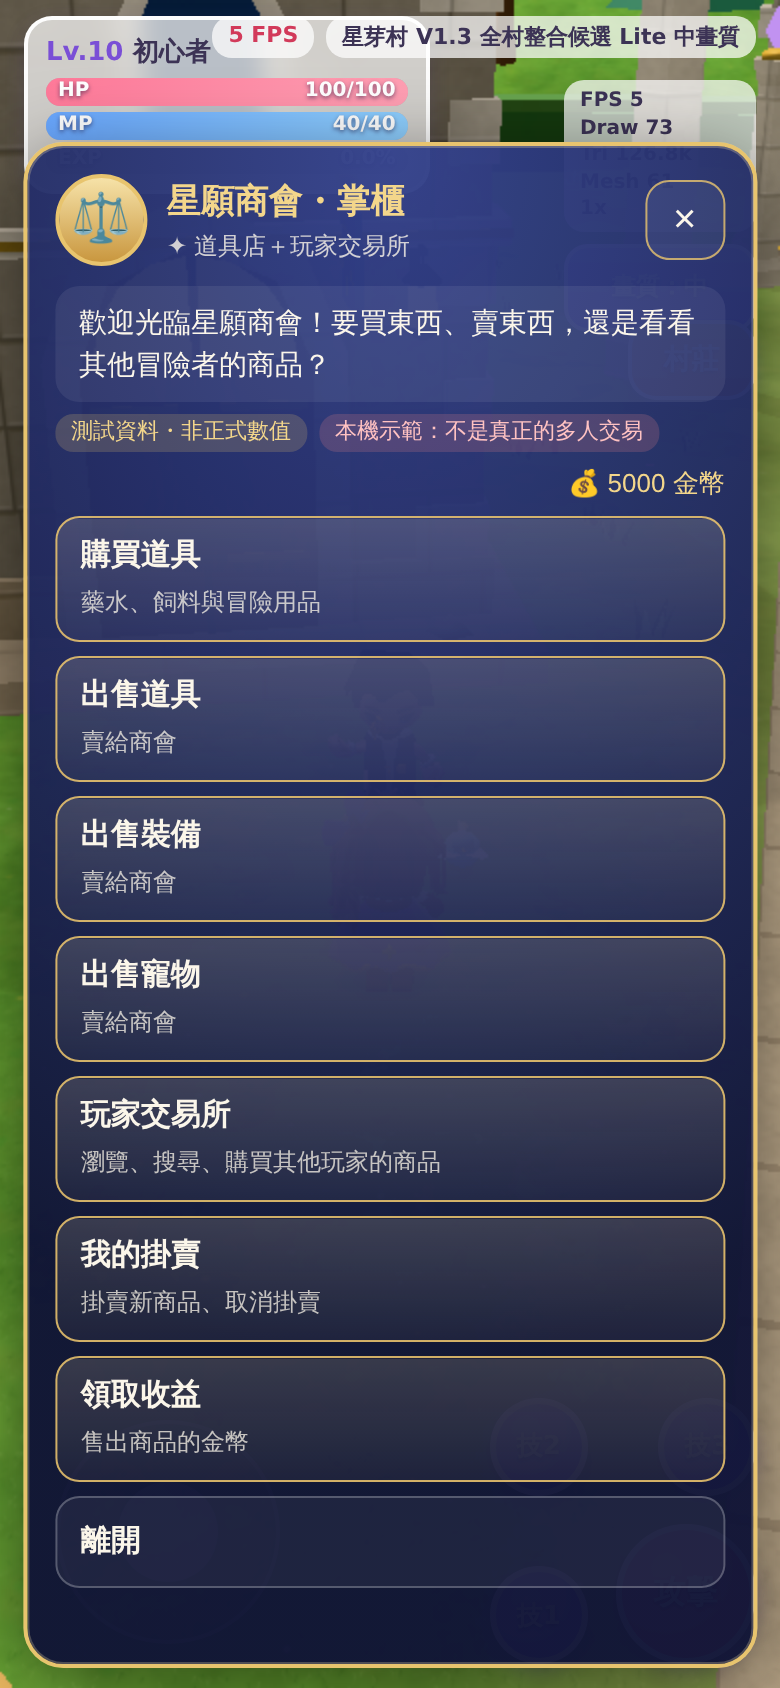 Lv.10 初心者
5 FPS
星芽村 V1.3 全村整合候選 Lite 中畫質
HP 100/100
MP 40/40
FPS 5
Draw 73
Tri 126.8k
1x
星願商會・掌櫃
✦ 道具店＋玩家交易所
×
歡迎光臨星願商會！要買東西、賣東西，還是看看
其他冒險者的商品？
測試資料・非正式數值
本機示範：不是真正的多人交易
💰 5000 金幣
購買道具
藥水、飼料與冒險用品
出售道具
賣給商會
出售裝備
賣給商會
出售寵物
賣給商會
玩家交易所
瀏覽、搜尋、購買其他玩家的商品
我的掛賣
掛賣新商品、取消掛賣
領取收益
售出商品的金幣
離開